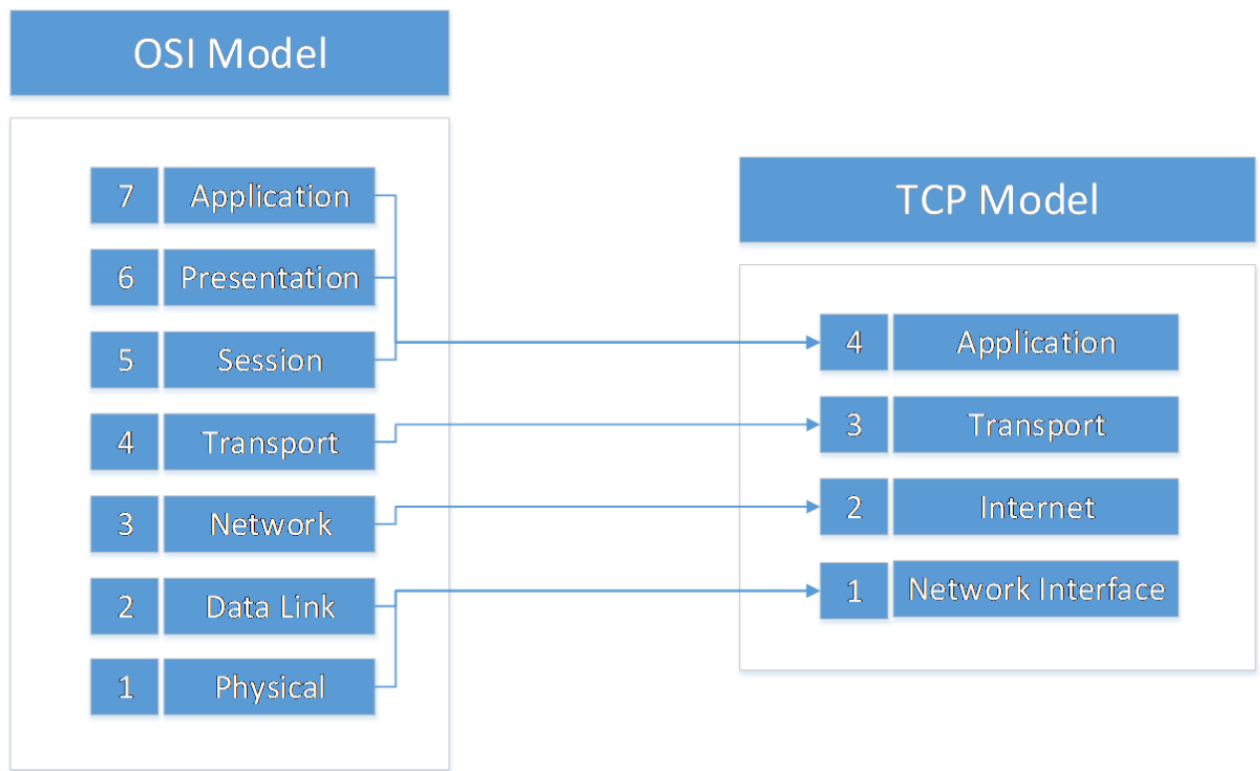 OSI Model
7 Application
6 Presentation
5 Session
4 Transport
3 Network
2 Data Link
1 Physical
TCP Model
4 Application
3 Transport
2 Internet
1 Network Interface